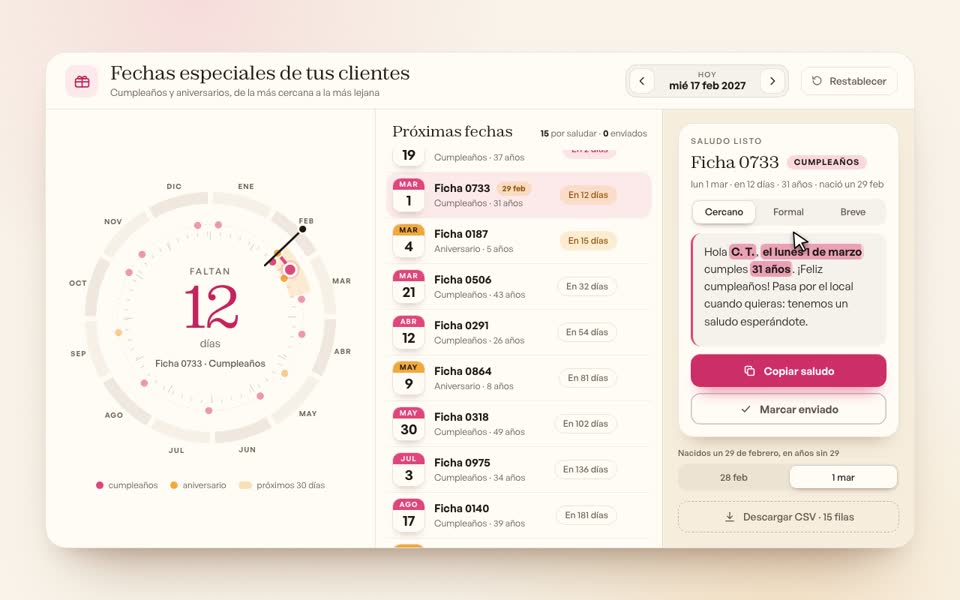 Fechas especiales de tus clientes
Cumpleaños y aniversarios, de la más cercana a la más lejana
HOY
mié 17 feb 2027
Restablecer
DIC
ENE
NOV
FEB
OCT
MAR
SEP
ABR
AGO
MAY
JUL
JUN
FALTAN
12
días
Ficha 0733 · Cumpleaños
cumpleaños
aniversario
próximos 30 días
Próximas fechas
15 por saludar · 0 enviados
19
Cumpleaños · 37 años
En 2 días
MAR
1
Ficha 0733
29 feb
Cumpleaños · 31 años
En 12 días
MAR
4
Ficha 0187
Aniversario · 5 años
En 15 días
MAR
21
Ficha 0506
Cumpleaños · 43 años
En 32 días
ABR
12
Ficha 0291
Cumpleaños · 26 años
En 54 días
MAY
9
Ficha 0864
Aniversario · 8 años
En 81 días
MAY
30
Ficha 0318
Cumpleaños · 49 años
En 102 días
JUL
3
Ficha 0975
Cumpleaños · 34 años
En 136 días
AGO
17
Ficha 0140
Cumpleaños · 39 años
En 181 días
SALUDO LISTO
Ficha 0733
CUMPLEAÑOS
lun 1 mar · en 12 días · 31 años · nació un 29 feb
Cercano
Formal
Breve
Hola C. T., el lunes 1 de marzo
cumples 31 años. ¡Feliz
cumpleaños! Pasa por el local
cuando quieras: tenemos un
saludo esperándote.
Copiar saludo
Marcar enviado
Nacidos un 29 de febrero, en años sin 29
28 feb
1 mar
Descargar CSV · 15 filas